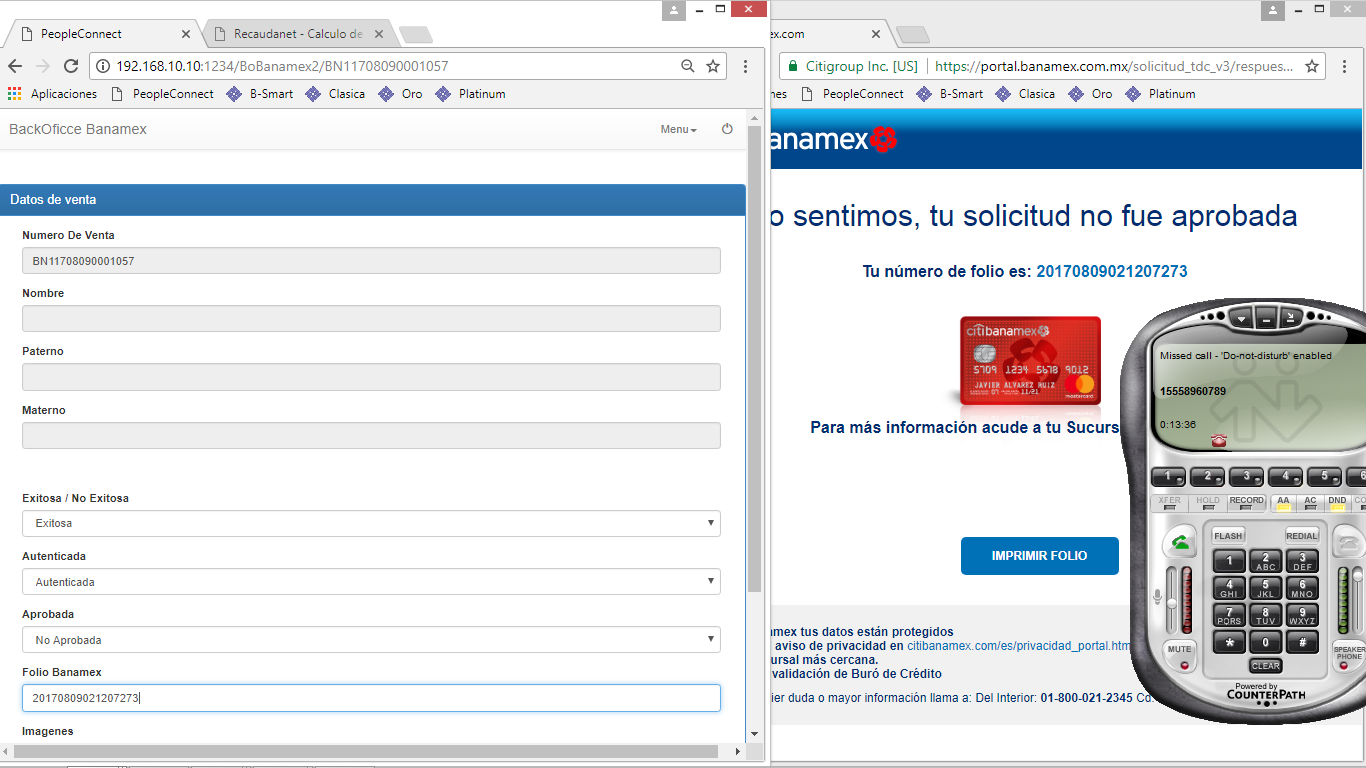 PeopleConnect
Recaudanet - Calculo de
192.168.10.10:1234/BoBanamex2/BN11708090001057
Aplicaciones PeopleConnect B-Smart Clasica Oro Platinum
BackOficce Banamex
Menu
Datos de venta
Numero De Venta
BN11708090001057
Nombre
Paterno
Materno
Exitosa / No Exitosa
Exitosa
Autenticada
Autenticada
Aprobada
No Aprobada
Folio Banamex
20170809021207273
Imagenes
ex.com
Citigroup Inc. [US] https://portal.banamex.com.mx/solicitud_tdc_v3/respues...
nes PeopleConnect B-Smart Clasica Oro Platinum
anamex
o sentimos, tu solicitud no fue aprobada
Tu número de folio es: 20170809021207273
citibanamex
5709 1234 5678 9012
07 11/21
JAVIER ALVAREZ RUIZ
mastercard
Para más información acude a tu Sucurs
IMPRIMIR FOLIO
amex tus datos están protegidos
aviso de privacidad en citibanamex.com/es/privacidad_portal.htm
ursal más cercana.
validación de Buró de Crédito
ier duda o mayor información llama a: Del Interior: 01-800-021-2345 Cd.
Missed call - 'Do-not-disturb' enabled
15558960789
0:13:36
1 2 3 4 5 6
XFER HOLD RECORD AA AC DND CO
FLASH REDIAL
1 2 ABC 3 DEF
4 GHI 5 JKL 6 MNO
7 PQRS 8 TUV 9 WXYZ
* 0 #
MUTE
CLEAR
SPEAKER PHONE
Powered by
COUNTERPATH